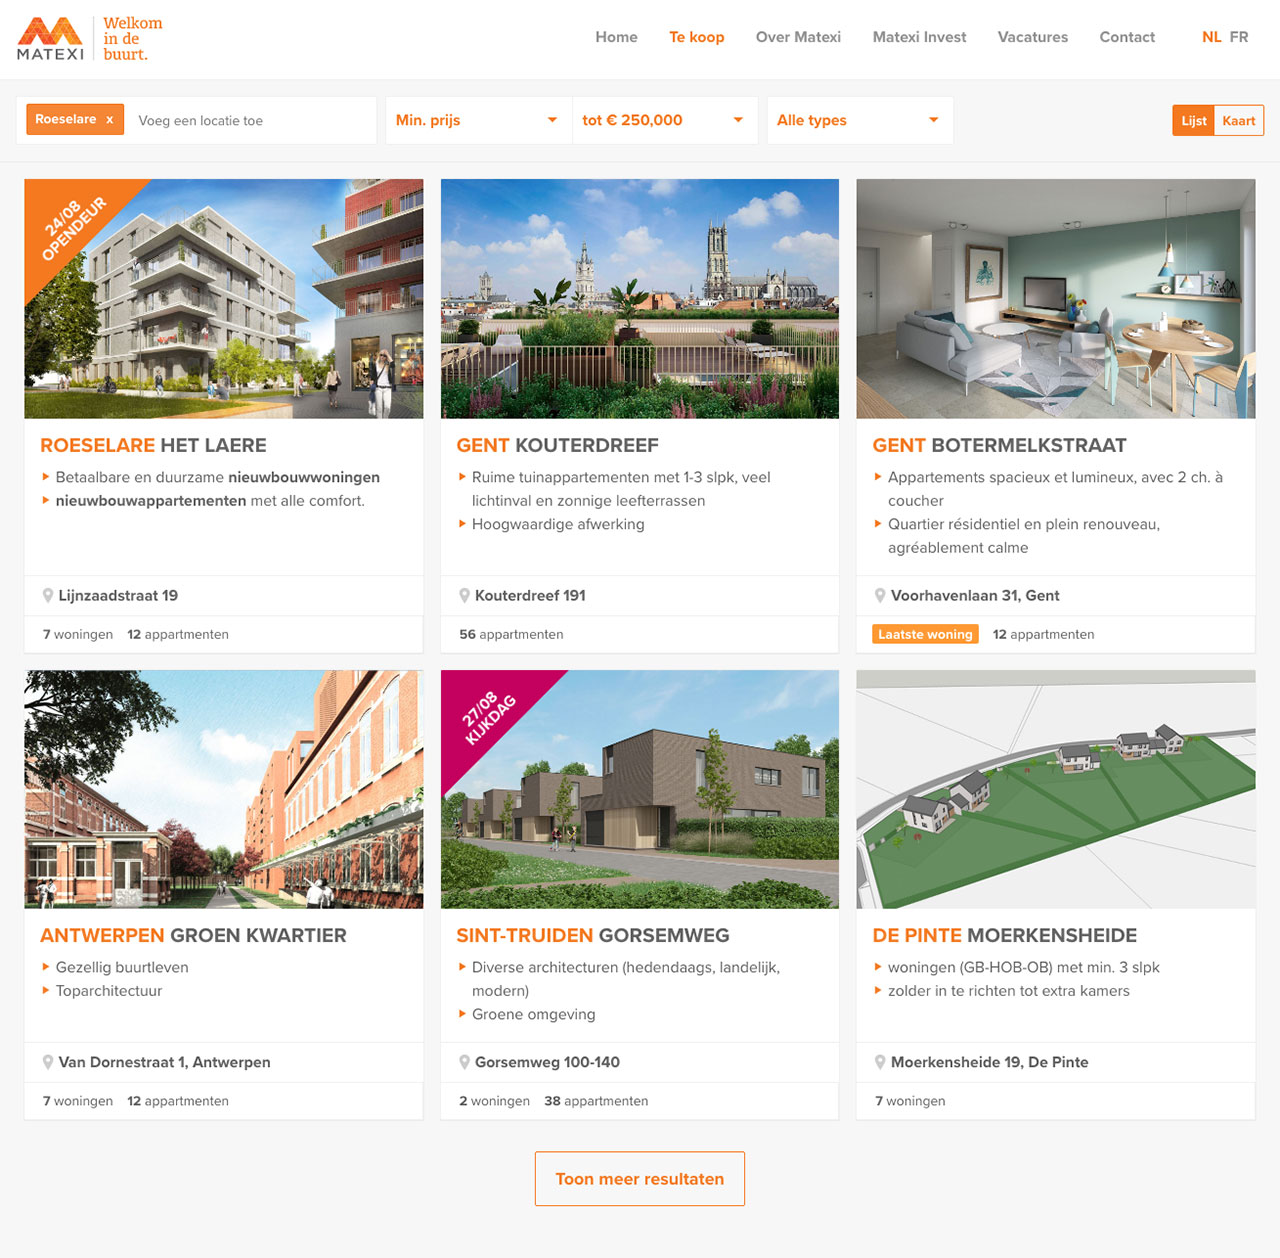 MATEXI
Welkom
in de
buurt.
Home Te koop Over Matexi Matexi Invest Vacatures Contact NL FR
Roeselare x Voeg een locatie toe Min. prijs tot € 250,000 Alle types Lijst Kaart
24/08
OPENDEUR
ROESELARE HET LAERE
Betaalbare en duurzame nieuwbouwwoningen
nieuwbouwappartementen met alle comfort.
Lijnzaadstraat 19
7 woningen 12 appartmenten
GENT KOUTERDREEF
Ruime tuinappartementen met 1-3 slpk, veel
lichtinval en zonnige leefterrassen
Hoogwaardige afwerking
Kouterdreef 191
56 appartmenten
GENT BOTERMELKSTRAAT
Appartements spacieux et lumineux, avec 2 ch. à
coucher
Quartier résidentiel en plein renouveau,
agréablement calme
Voorhavenlaan 31, Gent
Laatste woning 12 appartmenten
ANTWERPEN GROEN KWARTIER
Gezellig buurtleven
Toparchitectuur
Van Dornestraat 1, Antwerpen
7 woningen 12 appartmenten
27/08
KIJKDAG
SINT-TRUIDEN GORSEMWEG
Diverse architecturen (hedendaags, landelijk,
modern)
Groene omgeving
Gorsemweg 100-140
2 woningen 38 appartmenten
DE PINTE MOERKENSHEIDE
woningen (GB-HOB-OB) met min. 3 slpk
zolder in te richten tot extra kamers
Moerkensheide 19, De Pinte
7 woningen
Toon meer resultaten